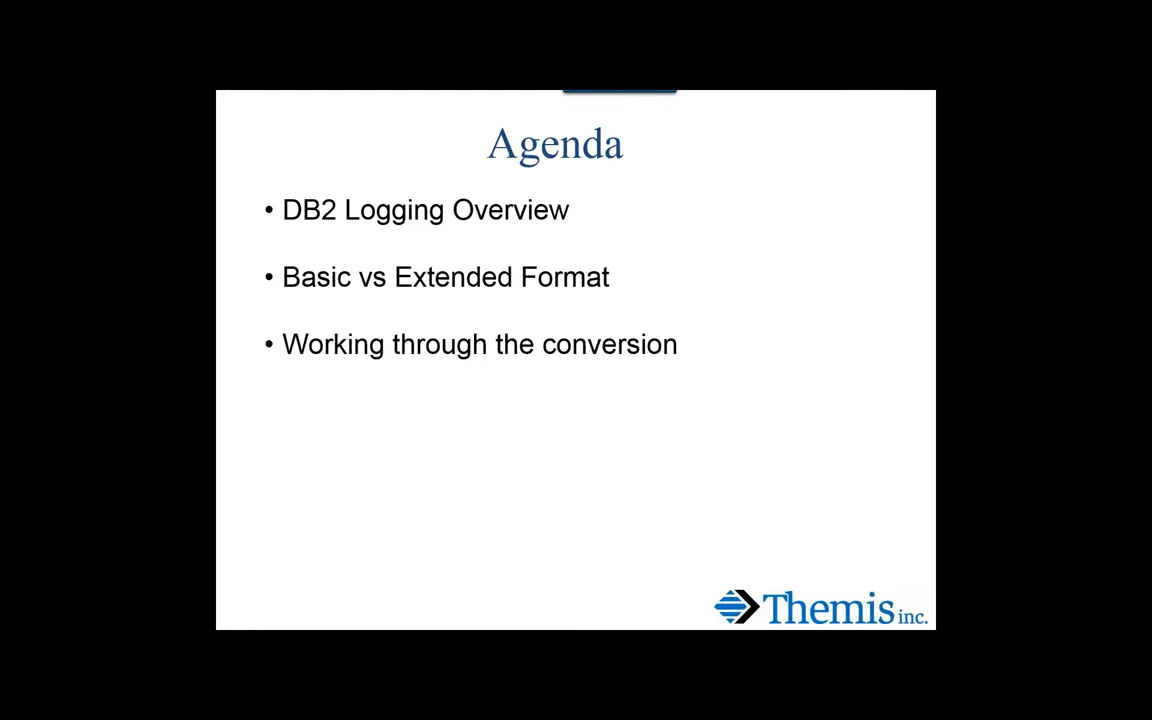 Agenda
• DB2 Logging Overview
• Basic vs Extended Format
• Working through the conversion
Themis inc.